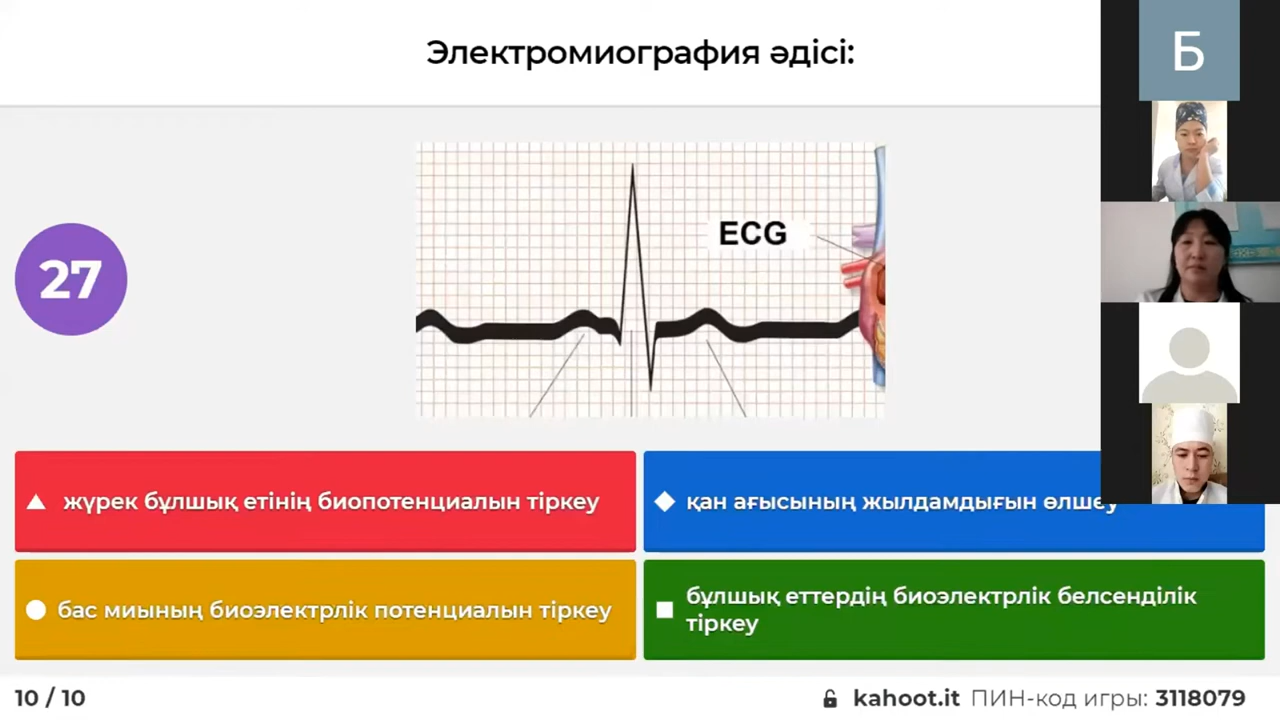 Электромиография әдісі:
Б
27
ECG
жүрек бұлшық етінің биопотенциалын тіркеу
қан ағысының жылдамдығын өлшеу
бас миының биоэлектрлік потенциалын тіркеу
бұлшық еттердің биоэлектрлік белсенділік
тіркеу
10 / 10
kahoot.it ПИН-код игры: 3118079